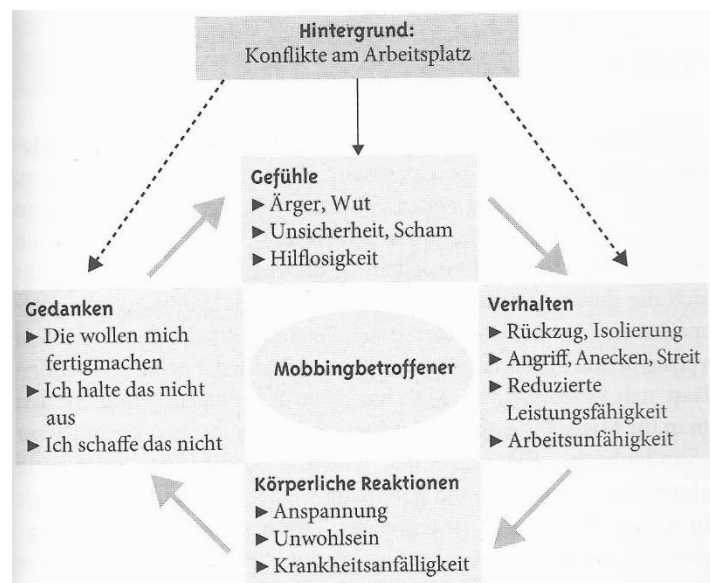 Hintergrund:
Konflikte am Arbeitsplatz
Gefühle
► Ärger, Wut
► Unsicherheit, Scham
► Hilflosigkeit
Gedanken
► Die wollen mich
fertigmachen
► Ich halte das nicht
aus
► Ich schaffe das nicht
Mobbingbetroffener
Verhalten
► Rückzug, Isolierung
► Angriff, Anecken, Streit
► Reduzierte
Leistungsfähigkeit
► Arbeitsunfähigkeit
Körperliche Reaktionen
► Anspannung
► Unwohlsein
► Krankheitsanfälligkeit